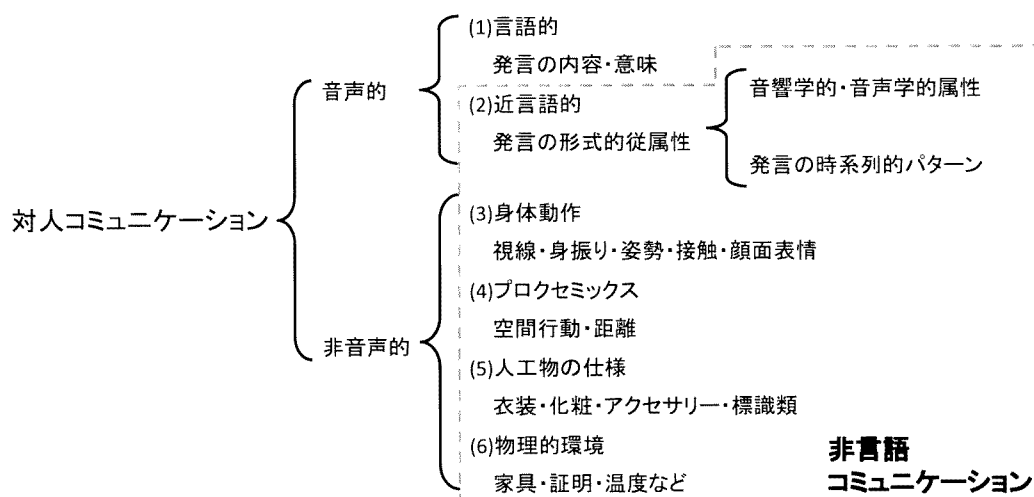 対人コミュニケーション
音声的
(1)言語的
発言の内容・意味
(2)近言語的
発言の形式的従属性
音響学的・音声学的属性
発言の時系列的パターン
非音声的
(3)身体動作
視線・身振り・姿勢・接触・顔面表情
(4)プロクセミックス
空間行動・距離
(5)人工物の仕様
衣装・化粧・アクセサリー・標識類
(6)物理的環境
家具・証明・温度など
非言語
コミュニケーション